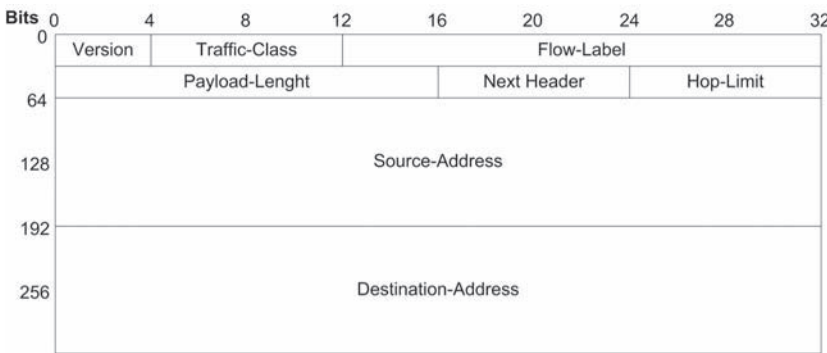 Bits 0 4 8 12 16 20 24 28 32
0 Version Traffic-Class Flow-Label
Payload-Lenght Next Header Hop-Limit
64
128 Source-Address
192
256 Destination-Address